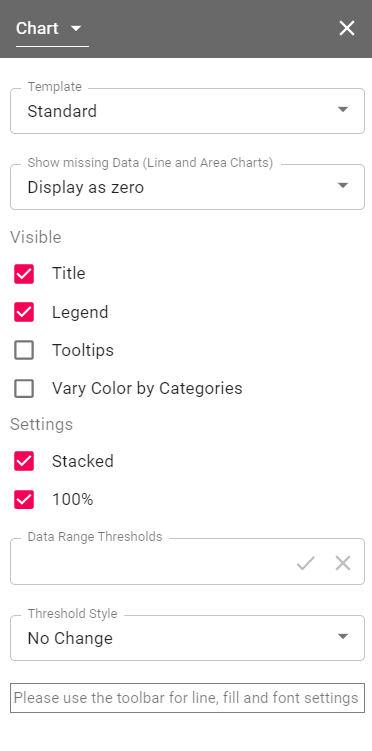 Chart
Template
Standard
Show missing Data (Line and Area Charts)
Display as zero
Visible
Title
Legend
Tooltips
Vary Color by Categories
Settings
Stacked
100%
Data Range Thresholds
Threshold Style
No Change
Please use the toolbar for line, fill and font settings